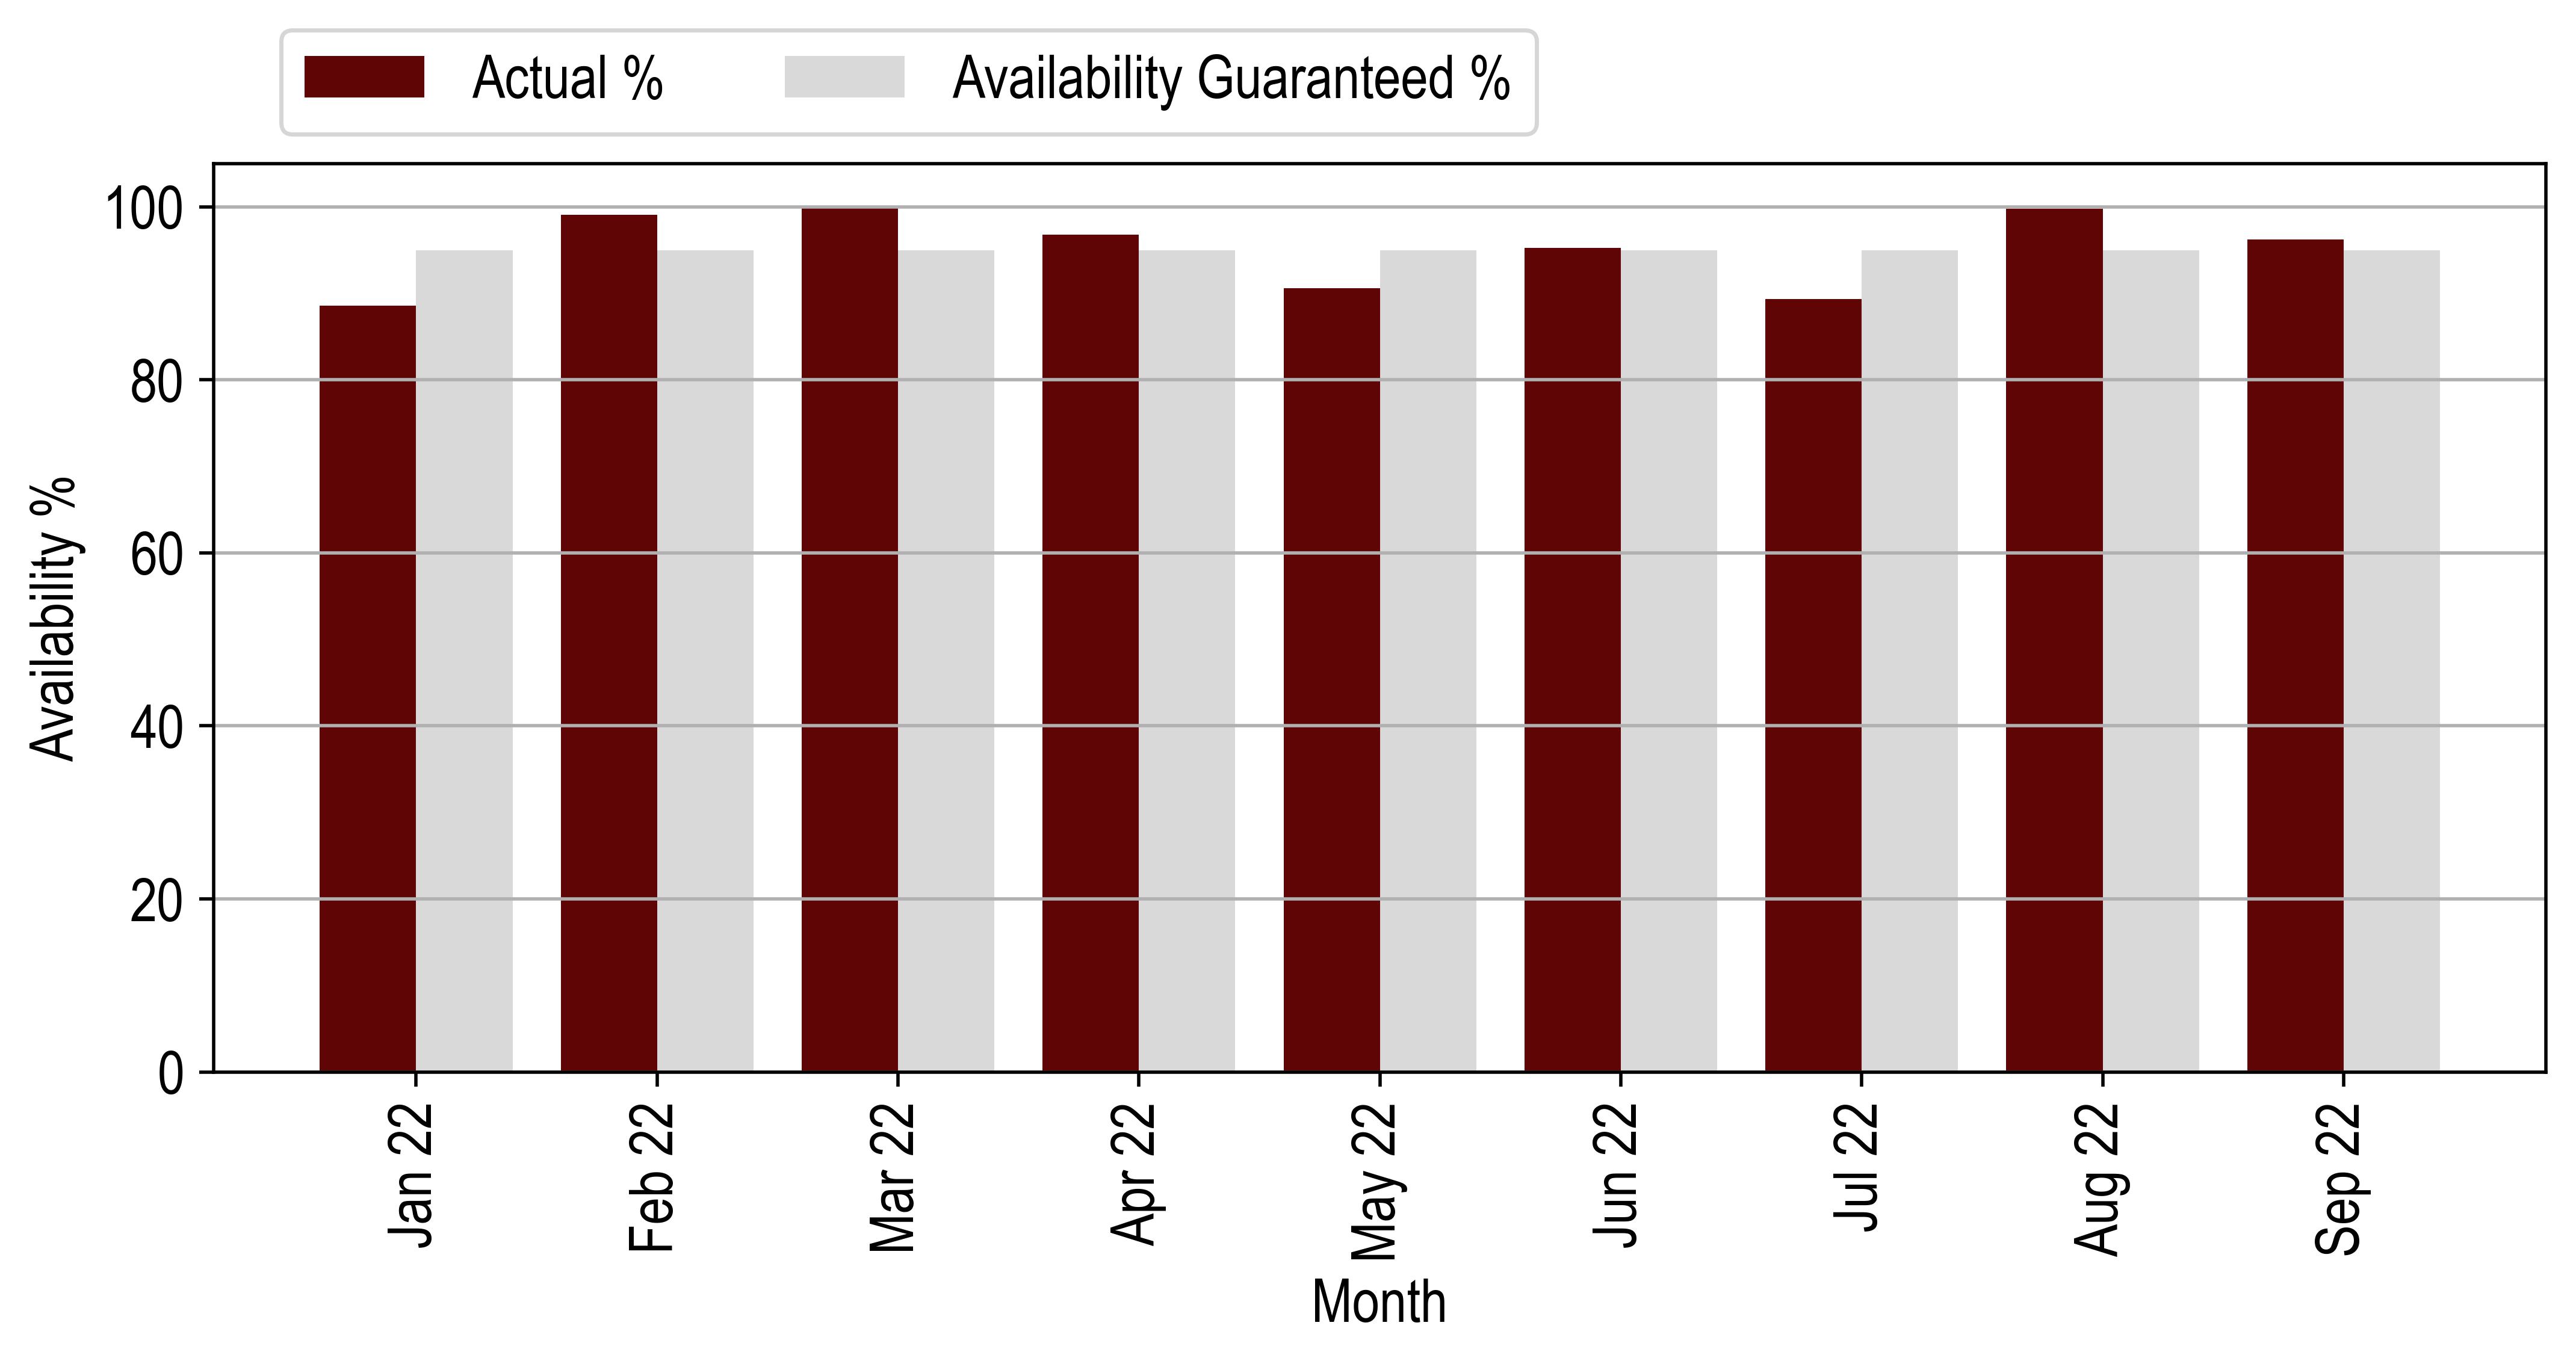 Actual % Availability Guaranteed %
100
80
60
40
20
0
Availability %
Jan 22
Feb 22
Mar 22
Apr 22
May 22
Jun 22
Jul 22
Aug 22
Sep 22
Month